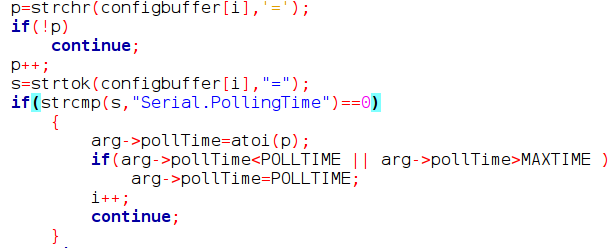 p=strchr(configbuffer[i],'=');
if(!p)
continue;
p++;
s=strtok(configbuffer[i],"=");
if(strcmp(s,"Serial.PollingTime")==0)
{
arg->pollTime=atoi(p);
if(arg->pollTime<POLLTIME || arg->pollTime>MAXTIME )
arg->pollTime=POLLTIME;
i++;
continue;
}